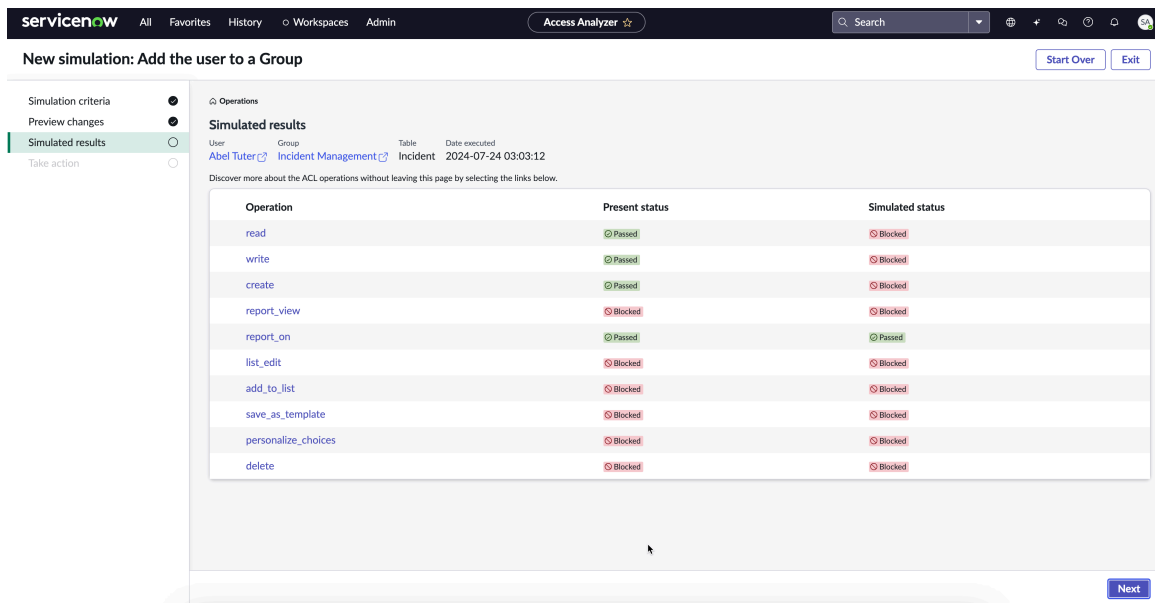 servicenow All Favorites History Workspaces Admin Access Analyzer Search SA
New simulation: Add the user to a Group Start Over Exit
Simulation criteria
Preview changes
Simulated results
Take action
Operations
Simulated results
User Group Table Date executed
Abel Tuter Incident Management Incident 2024-07-24 03:03:12
Discover more about the ACL operations without leaving this page by selecting the links below.
Operation Present status Simulated status
read Passed Blocked
write Passed Blocked
create Passed Blocked
report_view Blocked Blocked
report_on Passed Passed
list_edit Blocked Blocked
add_to_list Blocked Blocked
save_as_template Blocked Blocked
personalize_choices Blocked Blocked
delete Blocked Blocked
Next